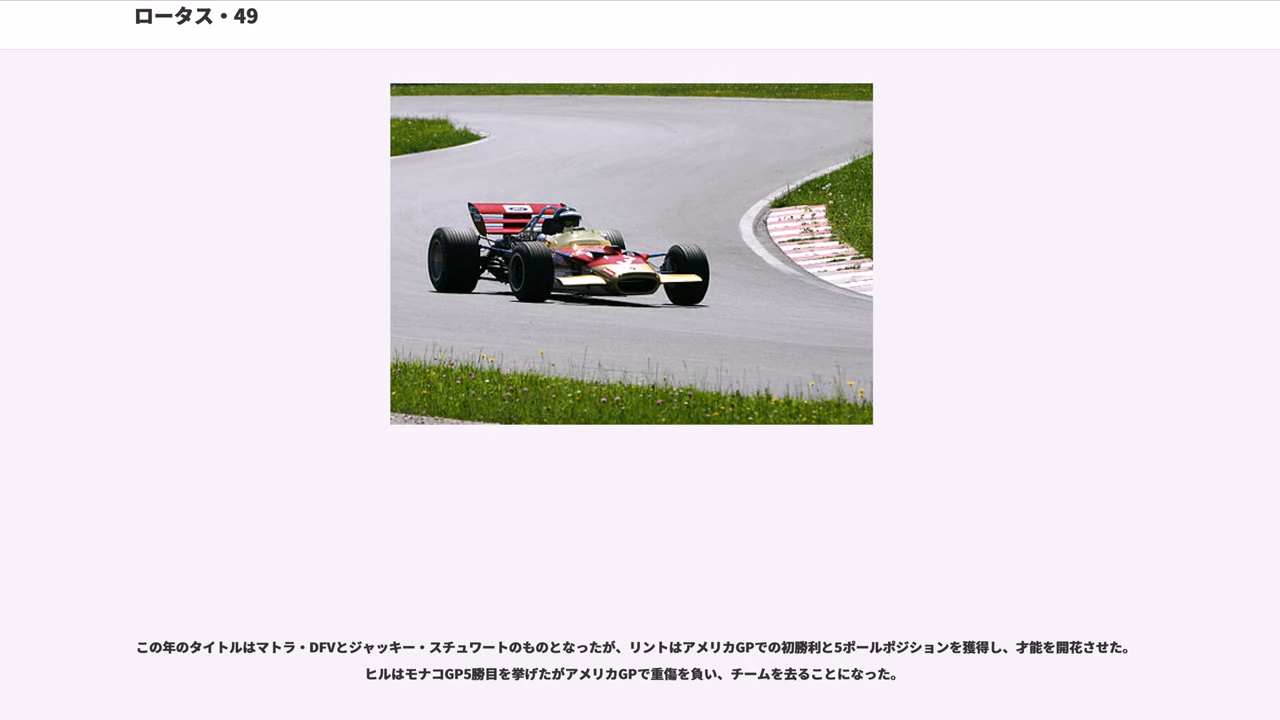 ロータス・49
この年のタイトルはマトラ・DFVとジャッキー・スチュワートのものとなったが、リントはアメリカGPでの初勝利と5ポールポジションを獲得し、才能を開花させた。
ヒルはモナコGP5勝目を挙げたがアメリカGPで重傷を負い、チームを去ることになった。